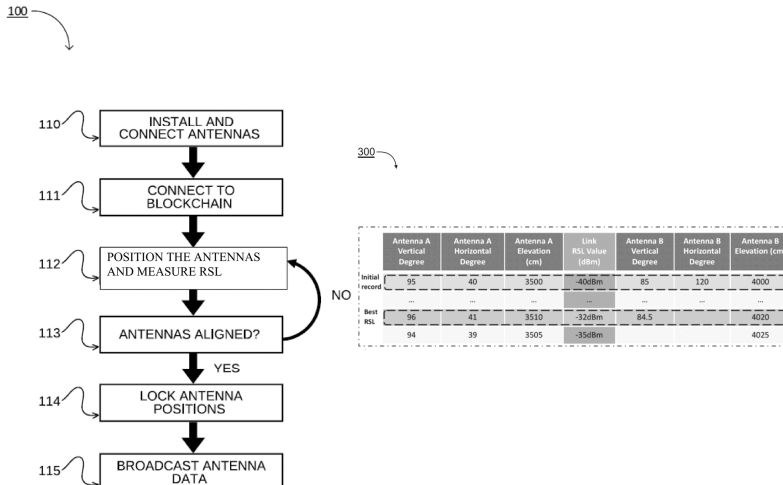 100
110
INSTALL AND
CONNECT ANTENNAS
111
CONNECT TO
BLOCKCHAIN
112
POSITION THE ANTENNAS
AND MEASURE RSL
NO
113
ANTENNAS ALIGNED?
YES
114
LOCK ANTENNA
POSITIONS
115
BROADCAST ANTENNA
DATA
300
Antenna A Vertical Degree
Antenna A Horizontal Degree
Antenna A Elevation (cm)
Link RSL Value (dBm)
Antenna B Vertical Degree
Antenna B Horizontal Degree
Antenna B Elevation (cm
Initial record 95 40 3500 -40dBm 85 120 4000
... ... ... ... ... ... ...
Best RSL 96 41 3510 -32dBm 84.5 4020
94 39 3505 -35dBm 4025